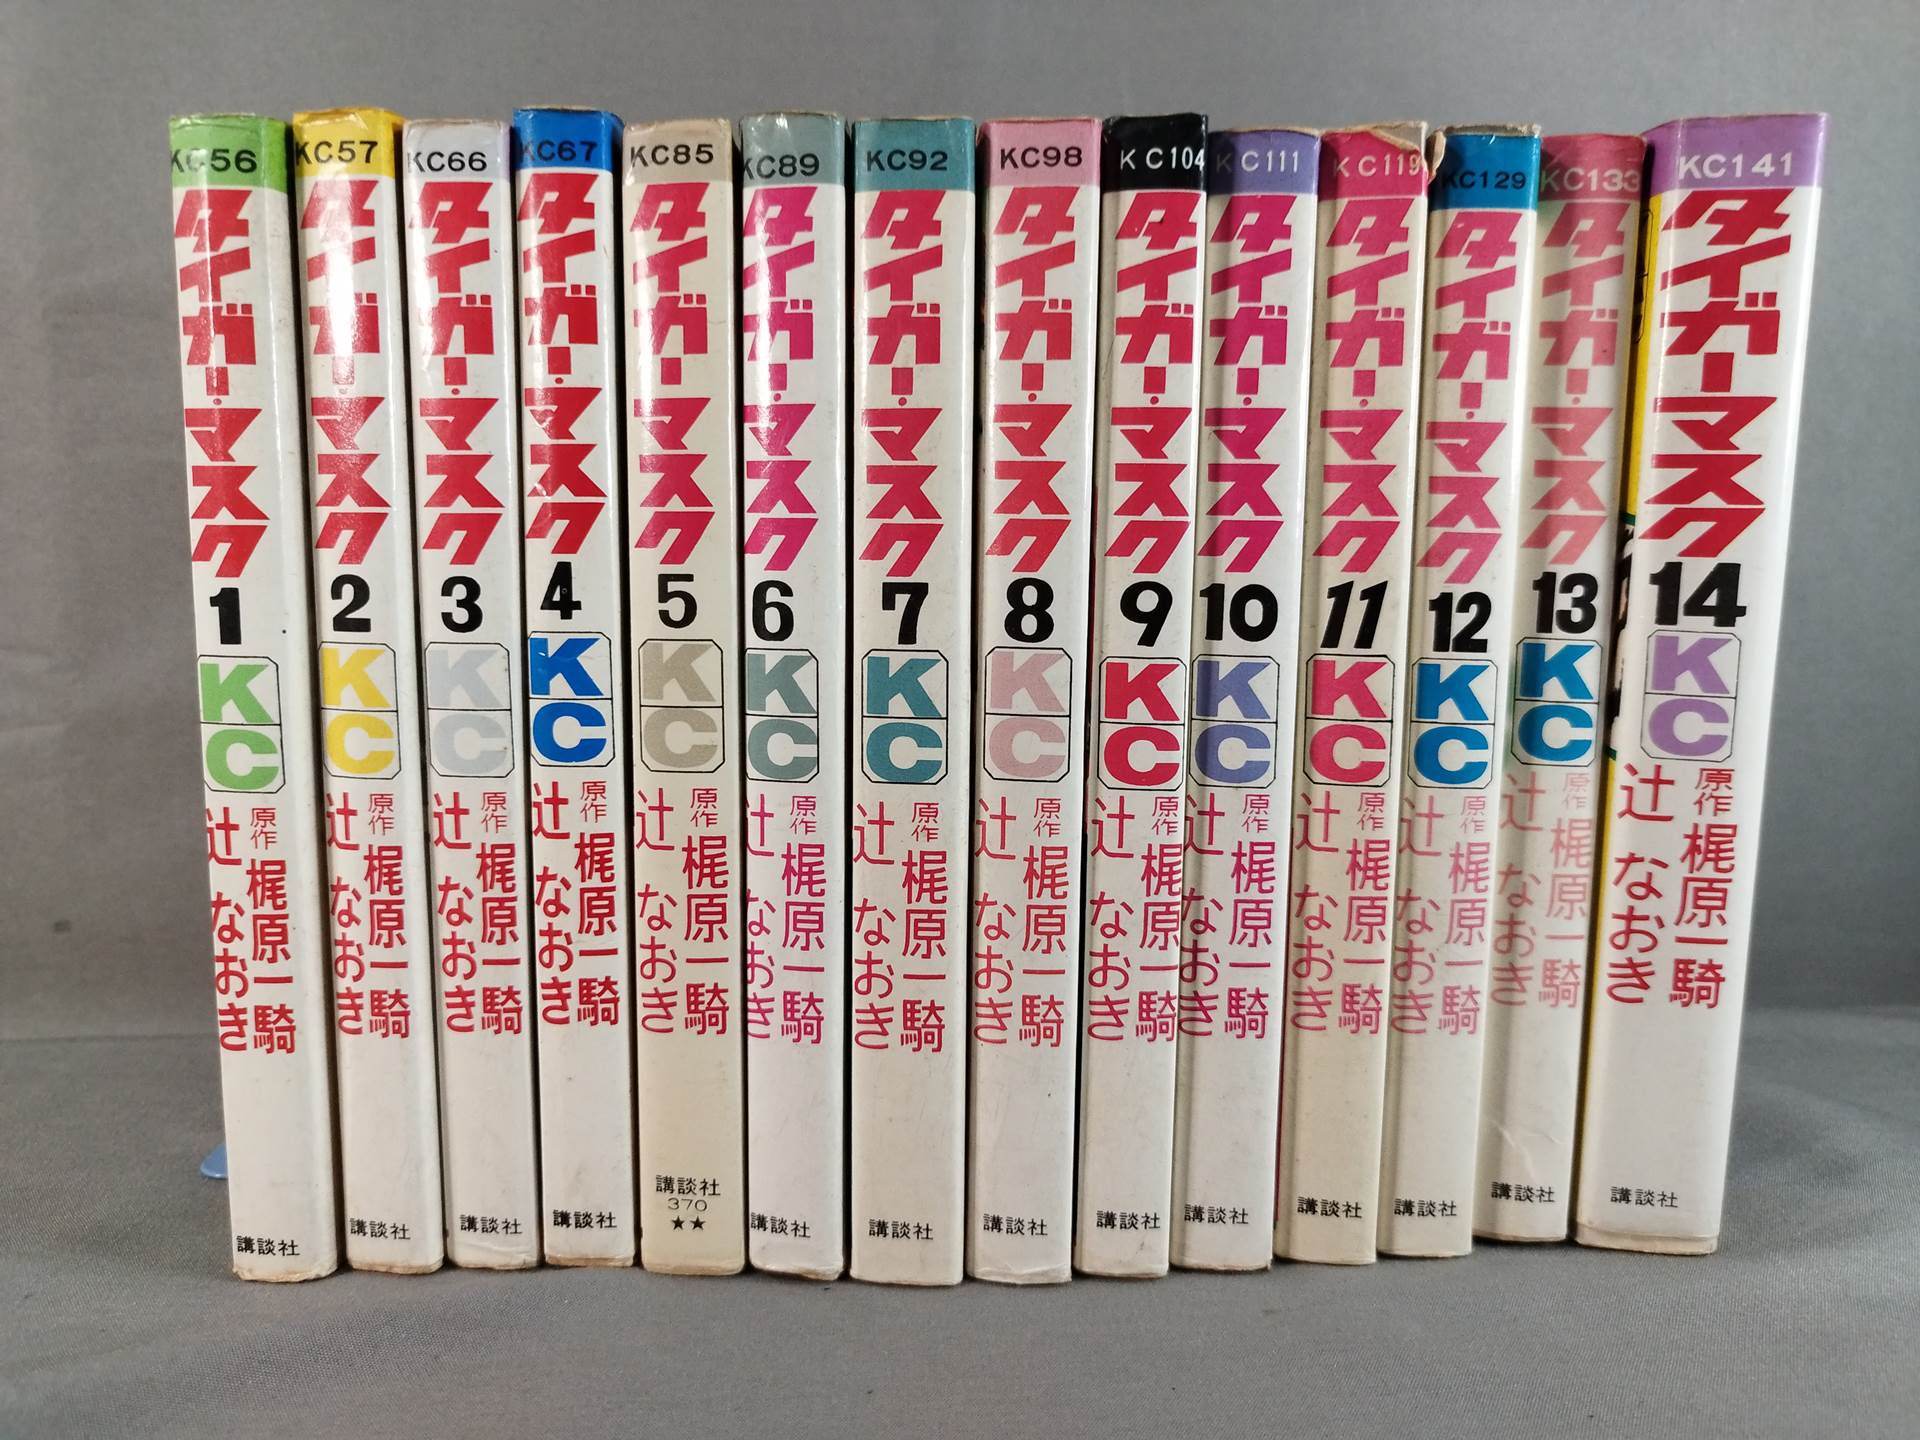 KC56
タイガーマスク
1
KC
原作 梶原一騎
辻なおき
講談社
KC57
タイガーマスク
2
KC
原作 梶原一騎
辻なおき
講談社
KC66
タイガーマスク
3
KC
原作 梶原一騎
辻なおき
講談社
KC67
タイガーマスク
4
KC
原作 梶原一騎
辻なおき
講談社
KC85
タイガーマスク
5
KC
原作 梶原一騎
辻なおき
講談社
370
★★
KC89
タイガーマスク
6
KC
原作 梶原一騎
辻なおき
講談社
KC92
タイガーマスク
7
KC
原作 梶原一騎
辻なおき
講談社
KC98
タイガーマスク
8
KC
原作 梶原一騎
辻なおき
講談社
KC104
タイガーマスク
9
KC
原作 梶原一騎
辻なおき
講談社
KC111
タイガーマスク
10
KC
原作 梶原一騎
辻なおき
講談社
KC119
タイガーマスク
11
KC
原作 梶原一騎
辻なおき
講談社
KC129
タイガーマスク
12
KC
原作 梶原一騎
辻なおき
講談社
KC133
タイガーマスク
13
KC
原作 梶原一騎
辻なおき
講談社
KC141
タイガーマスク
14
KC
原作 梶原一騎
辻なおき
講談社